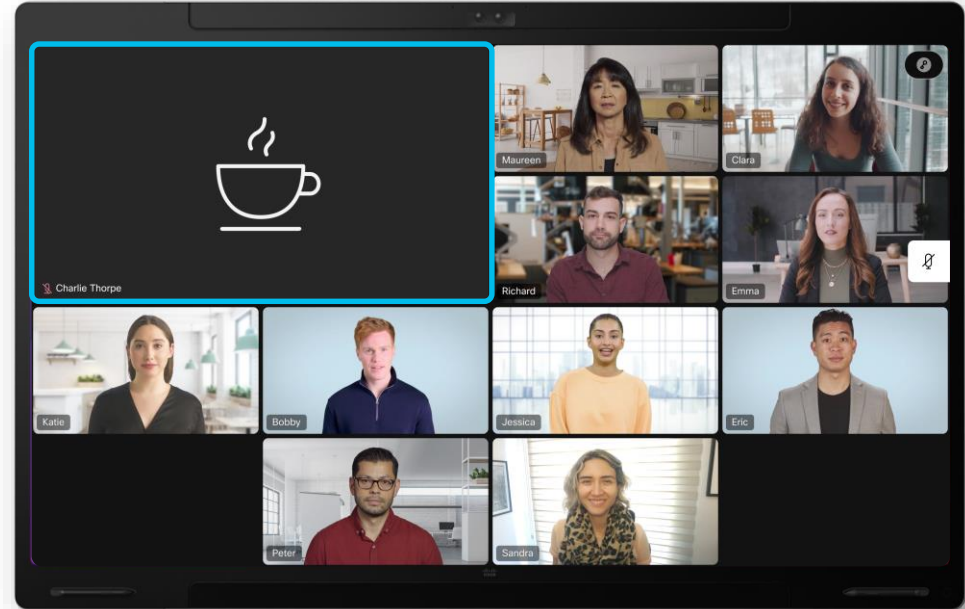 Maureen
Clara
Charlie Thorpe
Richard
Emma
Katie
Bobby
Jessica
Eric
Peter
Sandra